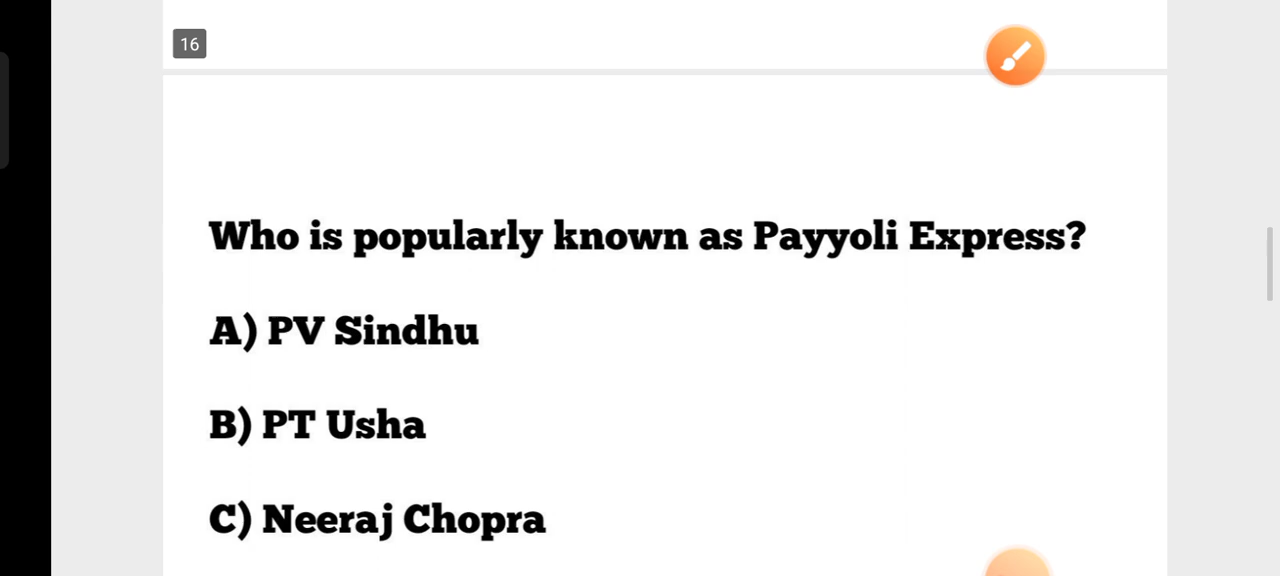 16
Who is popularly known as Payyoli Express?
A) PV Sindhu
B) PT Usha
C) Neeraj Chopra